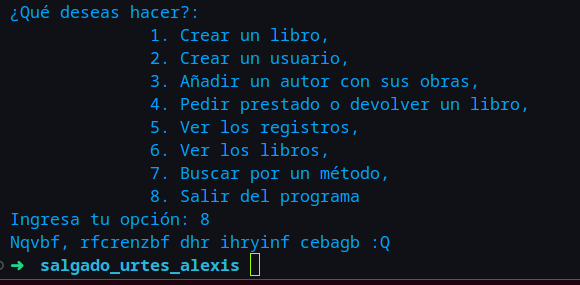 ¿Qué deseas hacer?:
1. Crear un libro,
2. Crear un usuario,
3. Añadir un autor con sus obras,
4. Pedir prestado o devolver un libro,
5. Ver los registros,
6. Ver los libros,
7. Buscar por un método,
8. Salir del programa
Ingresa tu opción: 8
Nqvbf, rfcrenzbf dhr ihryinf cebagb :Q
➜ salgado_urtes_alexis